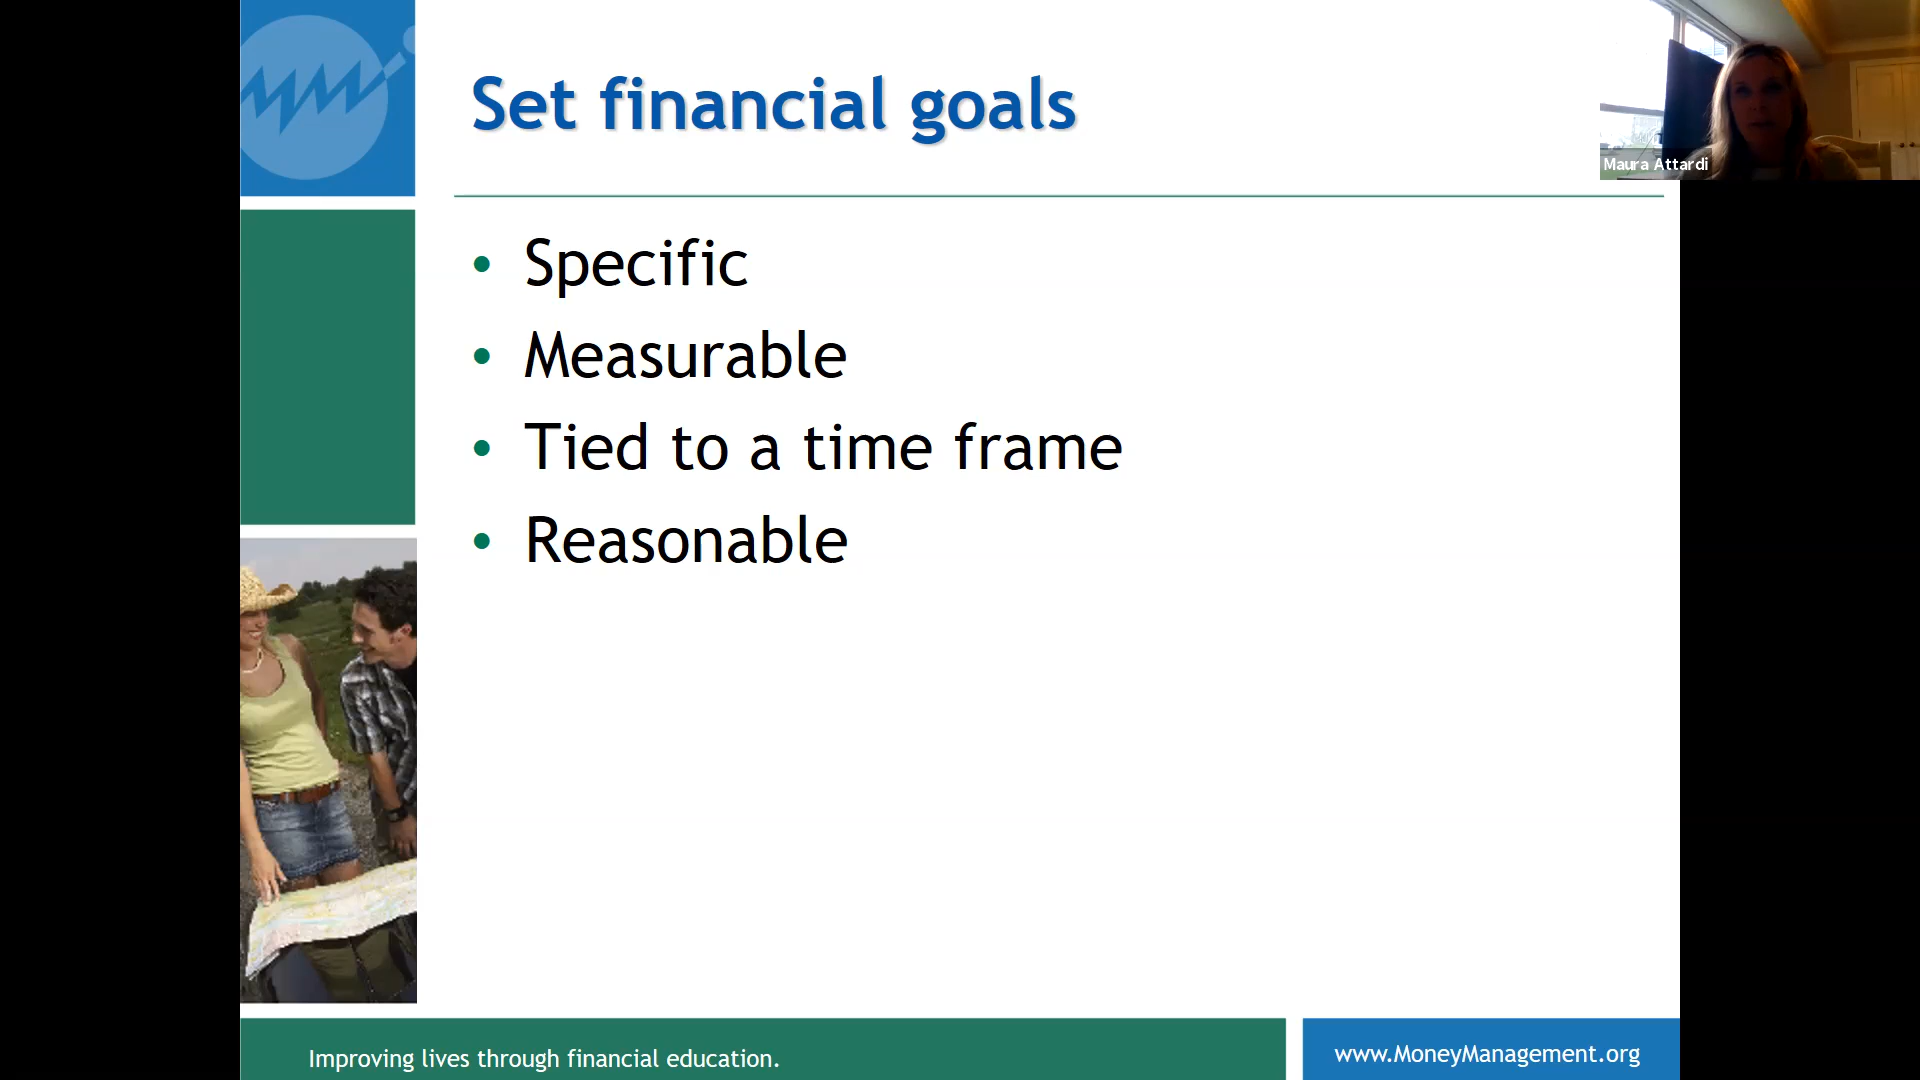 Set financial goals
Maura Attardi
• Specific
• Measurable
• Tied to a time frame
• Reasonable
Improving lives through financial education.
www.MoneyManagement.org